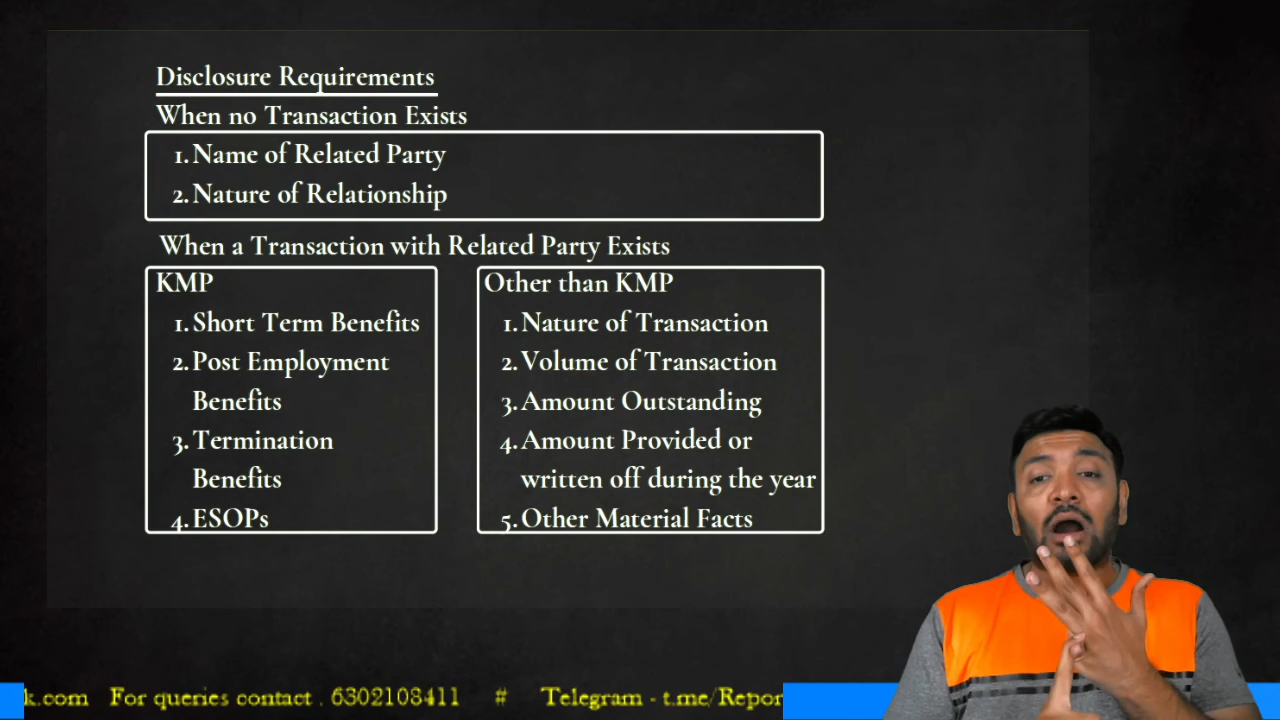 Disclosure Requirements
When no Transaction Exists
1. Name of Related Party
2. Nature of Relationship
When a Transaction with Related Party Exists
KMP
1. Short Term Benefits
2. Post Employment
Benefits
3. Termination
Benefits
4. ESOPs
Other than KMP
1. Nature of Transaction
2. Volume of Transaction
3. Amount Outstanding
4. Amount Provided or
written off during the year
5. Other Material Facts
k.com For queries contact . 6302108411 # Telegram - t.me/Repor